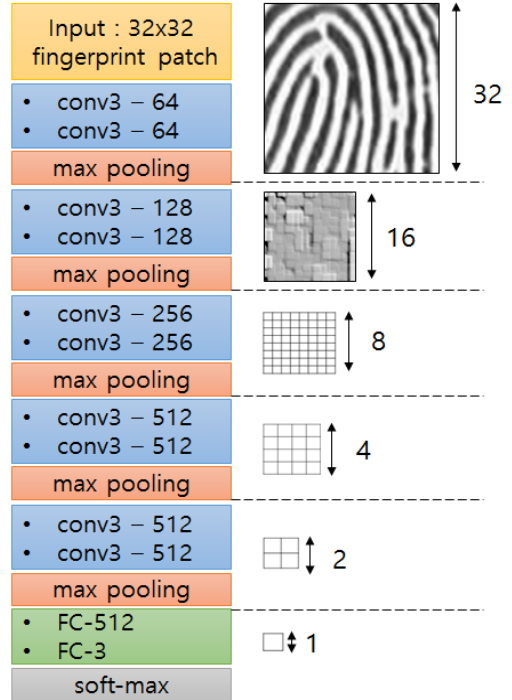 Input : 32x32
fingerprint patch
• conv3 – 64
• conv3 – 64
max pooling
32
• conv3 – 128
• conv3 – 128
max pooling
16
• conv3 – 256
• conv3 – 256
max pooling
8
• conv3 – 512
• conv3 – 512
max pooling
4
• conv3 – 512
• conv3 – 512
max pooling
2
• FC-512
• FC-3
1
soft-max